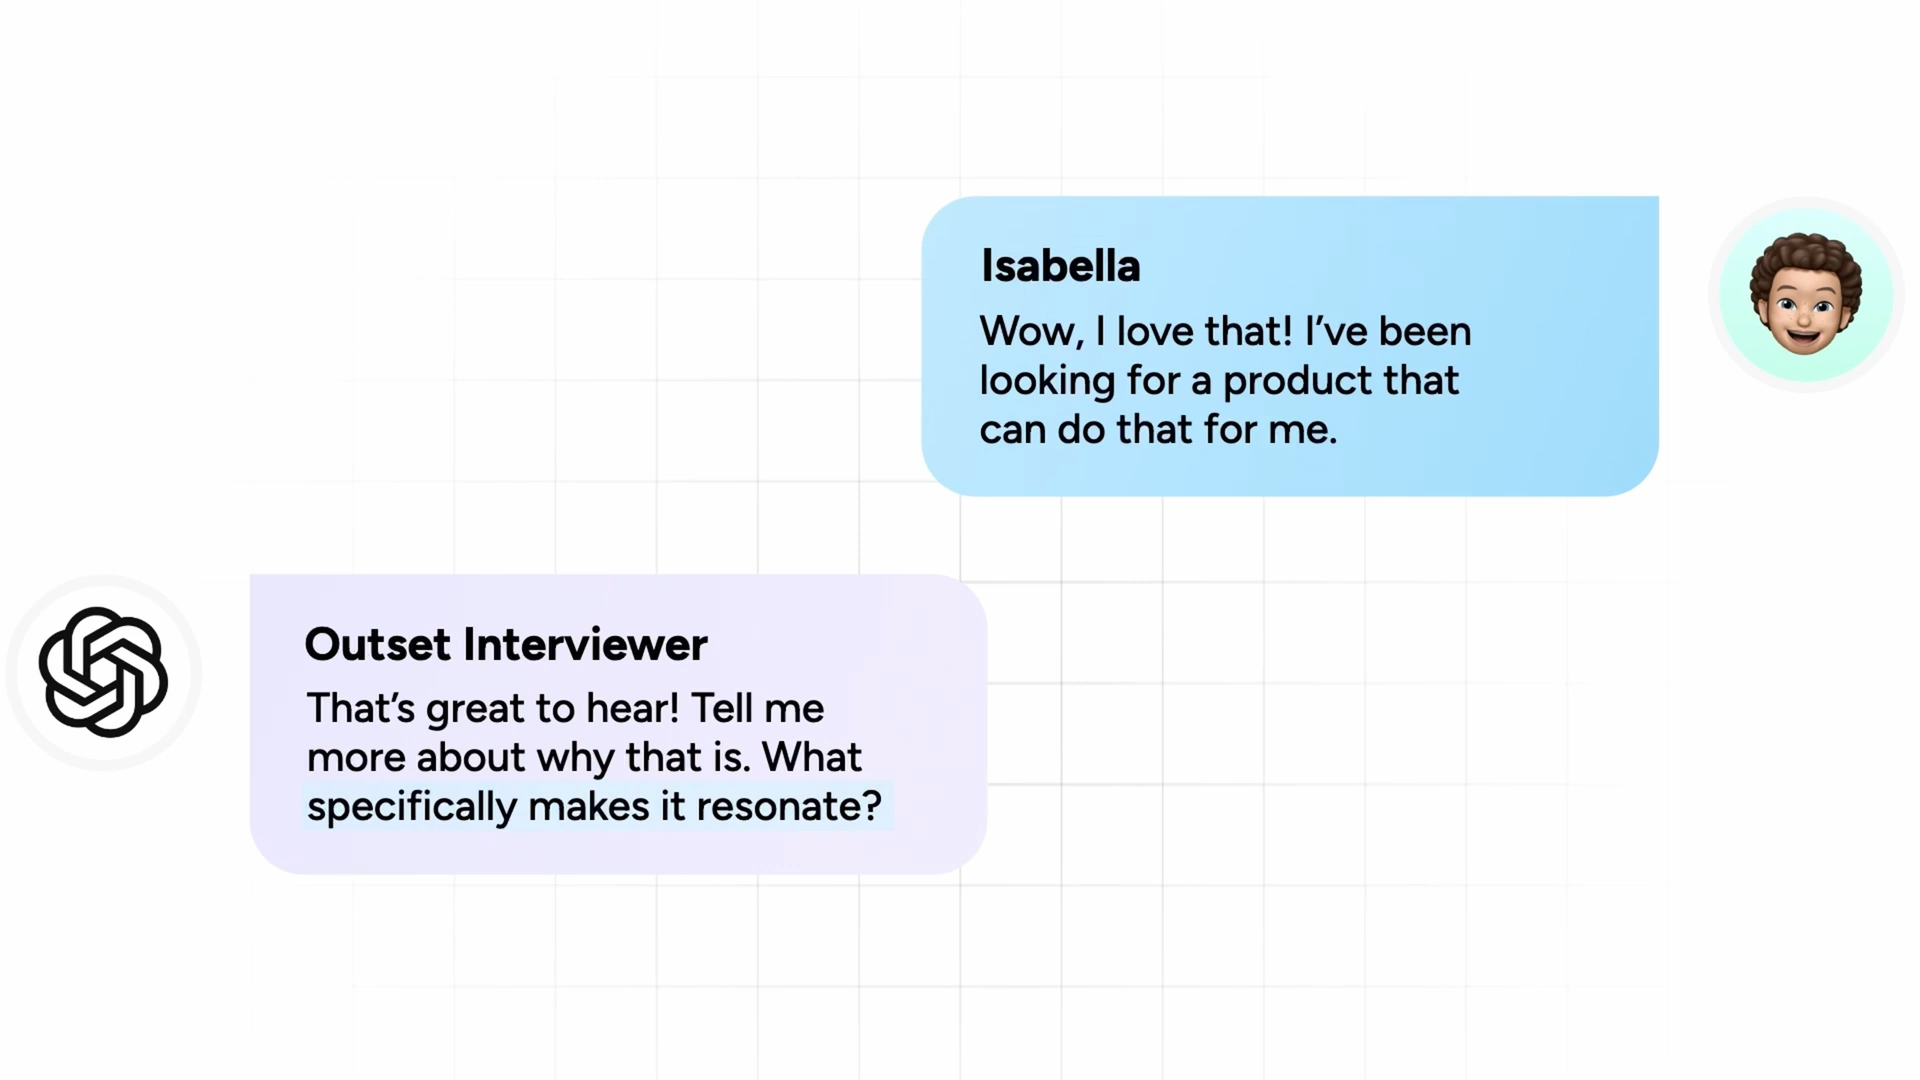 Isabella
Wow, I love that! I’ve been
looking for a product that
can do that for me.
Outset Interviewer
That’s great to hear! Tell me
more about why that is. What
specifically makes it resonate?